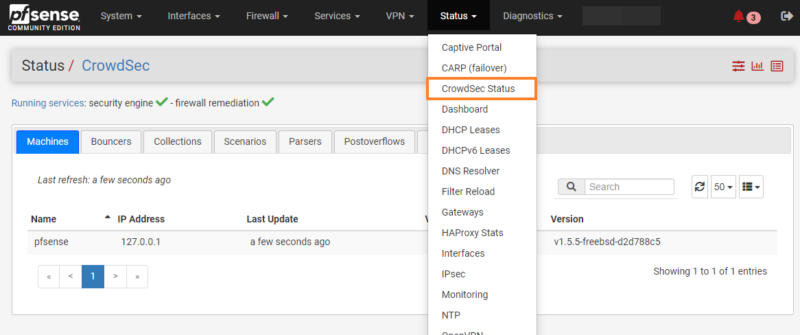 pfsense System Interfaces Firewall Services VPN Status Diagnostics 3
COMMUNITY EDITION
Captive Portal
Status / CrowdSec
CARP (failover)
CrowdSec Status
Running services: security engine - firewall remediation
Dashboard
DHCP Leases
Machines Bouncers Collections Scenarios Parsers Postoverflows
DHCPv6 Leases
DNS Resolver
Last refresh: a few seconds ago
Search 50
Filter Reload
Gateways
Name IP Address Last Update V Version
HAProxy Stats
pfsense 127.0.0.1 a few seconds ago v1.5.5-freebsd-d2d788c5
Interfaces
IPsec
« < 1 > » Showing 1 to 1 of 1 entries
Monitoring
NTP
OpenVPN